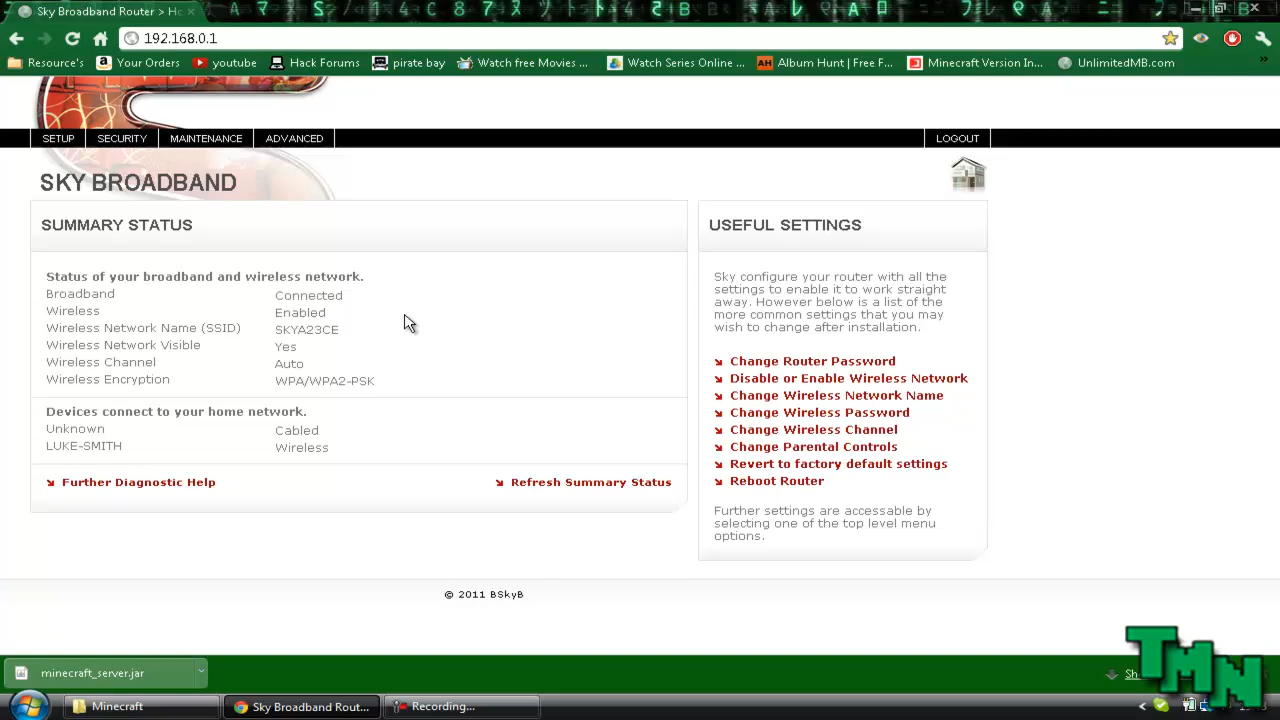 Sky Broadband Router > Ho
192.168.0.1
Resource's Your Orders youtube Hack Forums pirate bay Watch free Movies ... Watch Series Online ... Album Hunt | Free F... Minecraft Version In... UnlimitedMB.com »
SETUP SECURITY MAINTENANCE ADVANCED LOGOUT
SKY BROADBAND
SUMMARY STATUS
Status of your broadband and wireless network.
Broadband Connected
Wireless Enabled
Wireless Network Name (SSID) SKYA23CE
Wireless Network Visible Yes
Wireless Channel Auto
Wireless Encryption WPA/WPA2-PSK
Devices connect to your home network.
Unknown Cabled
LUKE-SMITH Wireless
Further Diagnostic Help Refresh Summary Status
USEFUL SETTINGS
Sky configure your router with all the
settings to enable it to work straight
away. However below is a list of the
more common settings that you may
wish to change after installation.
Change Router Password
Disable or Enable Wireless Network
Change Wireless Network Name
Change Wireless Password
Change Wireless Channel
Change Parental Controls
Revert to factory default settings
Reboot Router
Further settings are accessable by
selecting one of the top level menu
options.
© 2011 BSkyB
minecraft_server.jar
TMN
Minecraft Sky Broadband Rout... Recording...